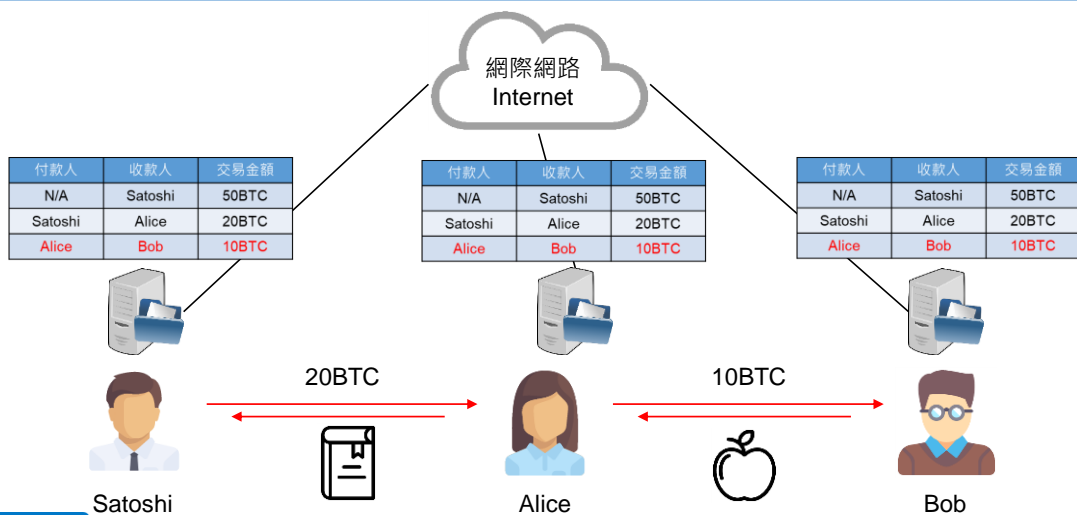 網際網路
Internet
付款人 收款人 交易金額
N/A Satoshi 50BTC
Satoshi Alice 20BTC
Alice Bob 10BTC
付款人 收款人 交易金額
N/A Satoshi 50BTC
Satoshi Alice 20BTC
Alice Bob 10BTC
付款人 收款人 交易金額
N/A Satoshi 50BTC
Satoshi Alice 20BTC
Alice Bob 10BTC
20BTC
10BTC
Satoshi
Alice
Bob